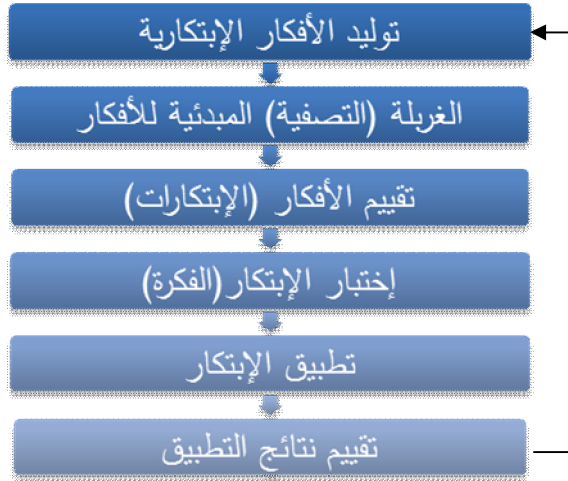 توليد الأفكار الإبتكارية
الغربلة (التصفية) المبدئية للأفكار
تقييم الأفكار (الإبتكارات)
إختبار الإبتكار(الفكرة)
تطبيق الإبتكار
تقييم نتائج التطبيق